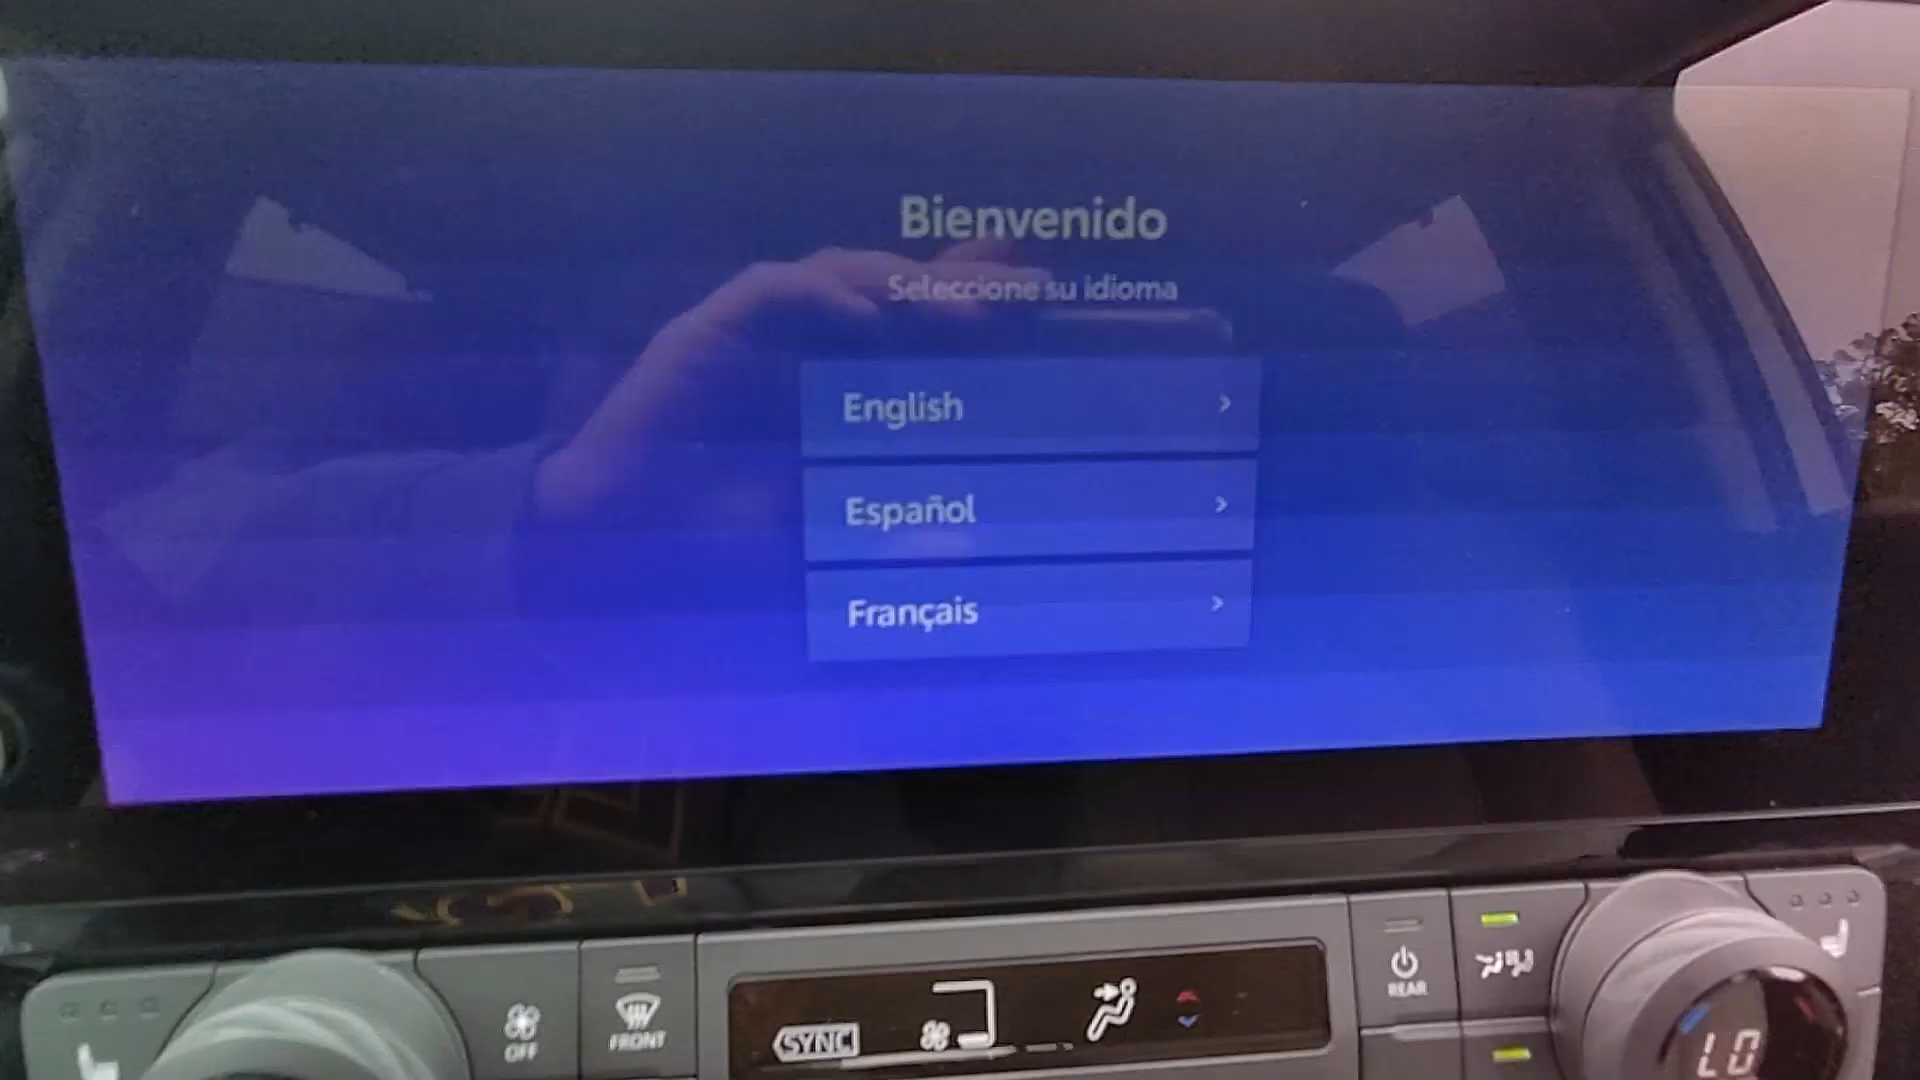 Bienvenido
Seleccione su idioma
English
Español
Français
OFF
FRONT
SYNC
REAR
LO